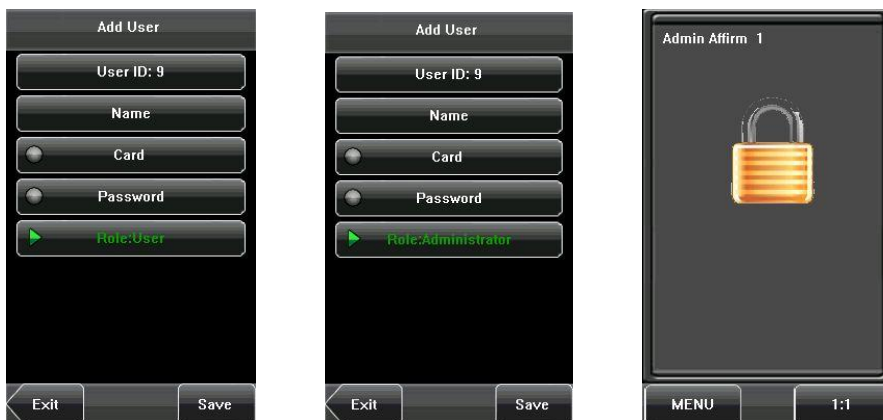 Add User
User ID: 9
Name
Card
Password
Role:User
Exit
Save
Add User
User ID: 9
Name
Card
Password
Role:Administrator
Exit
Save
Admin Affirm 1
MENU
1:1